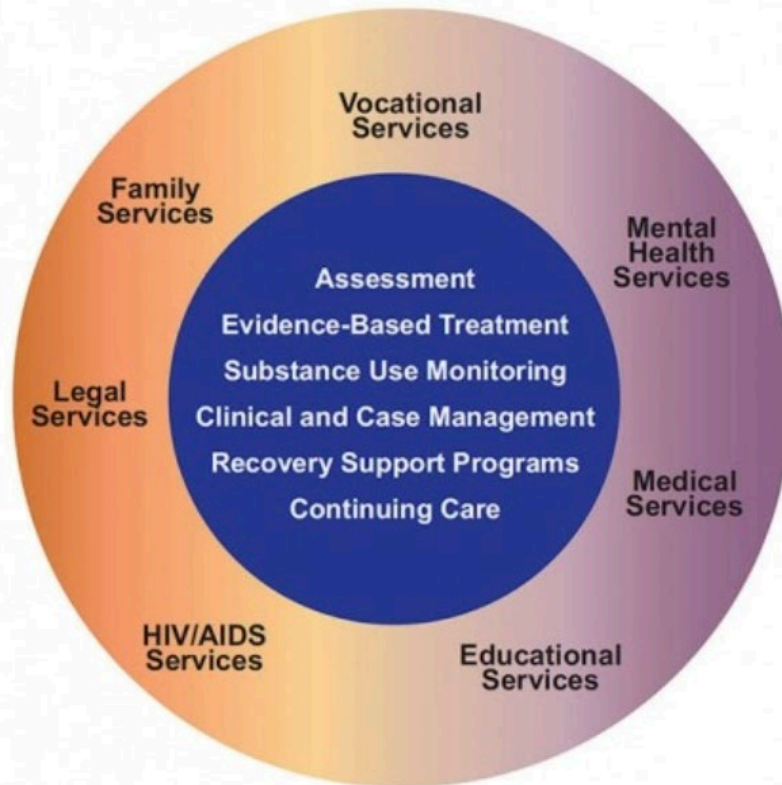 Vocational
Services
Mental
Health
Services
Medical
Services
Educational
Services
HIV/AIDS
Services
Legal
Services
Family
Services
Assessment
Evidence-Based Treatment
Substance Use Monitoring
Clinical and Case Management
Recovery Support Programs
Continuing Care